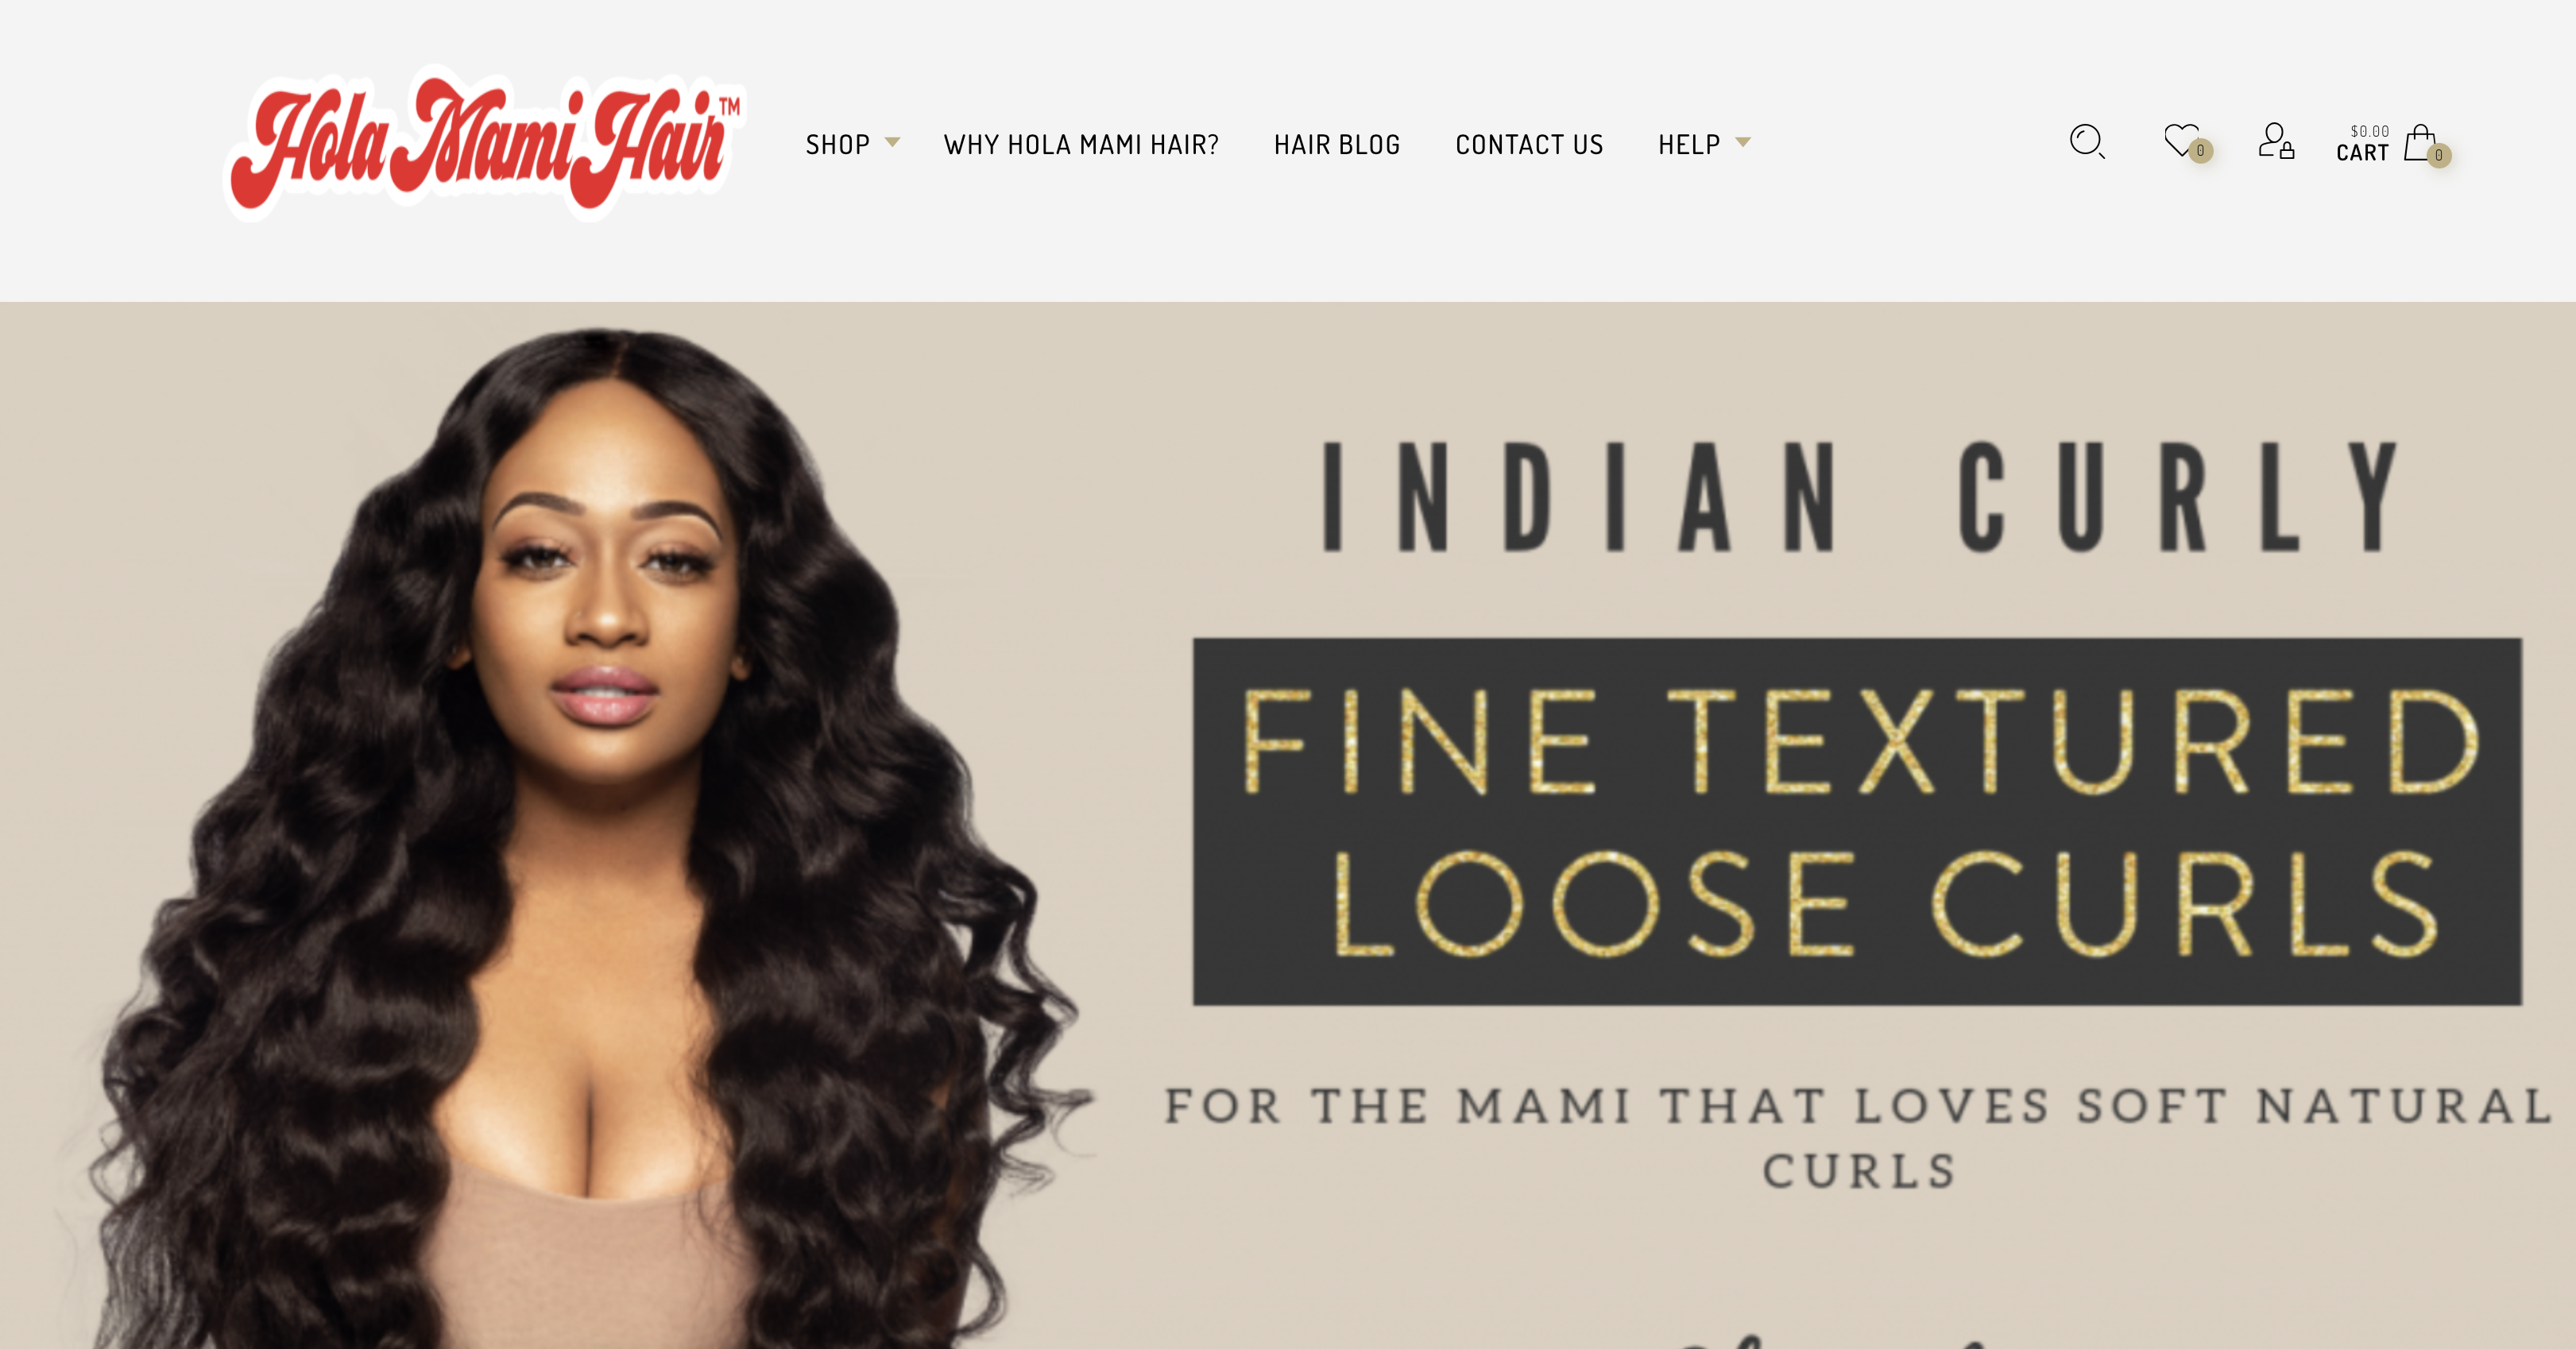 Hola Mami Hair™
SHOP
WHY HOLA MAMI HAIR?
HAIR BLOG
CONTACT US
HELP
0
$0.00
CART
0
INDIAN CURLY
FINE TEXTURED
LOOSE CURLS
FOR THE MAMI THAT LOVES SOFT NATURAL
CURLS